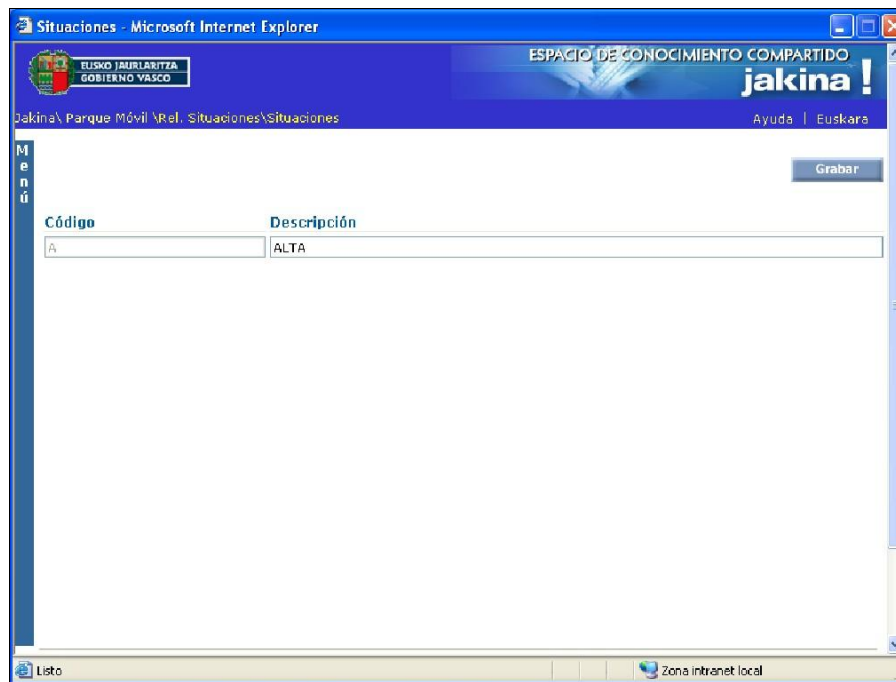 Situaciones - Microsoft Internet Explorer
EUSKO JAURLARITZA
GOBIERNO VASCO
ESPACIO DE CONOCIMIENTO COMPARTIDO
jakina!
Jakina\ Parque Móvil \Rel. Situaciones\Situaciones
Ayuda | Euskara
Menú
Grabar
Código Descripción
A ALTA
Listo
Zona intranet local